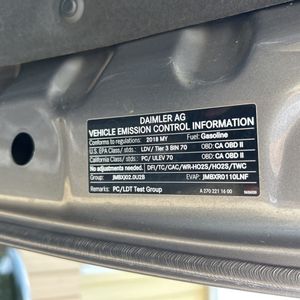 DAIMLER AG
VEHICLE EMISSION CONTROL INFORMATION
Conforms to regulations: 2018 MY Fuel: Gasoline
U.S. EPA Class / stds: LDV/ Tier 3 BIN 70 OBD: CA OBD II
California Class / stds: PC/ ULEV 70 OBD: CA OBD II
No adjustments needed. DFI/TC/CAC/WR-HO2S/HO2S/TWC
Group: JMBXJ02.0U2S EVAP: JMBXR0110LNF
Remarks: PC/LDT Test Group
A 270 221 16 00